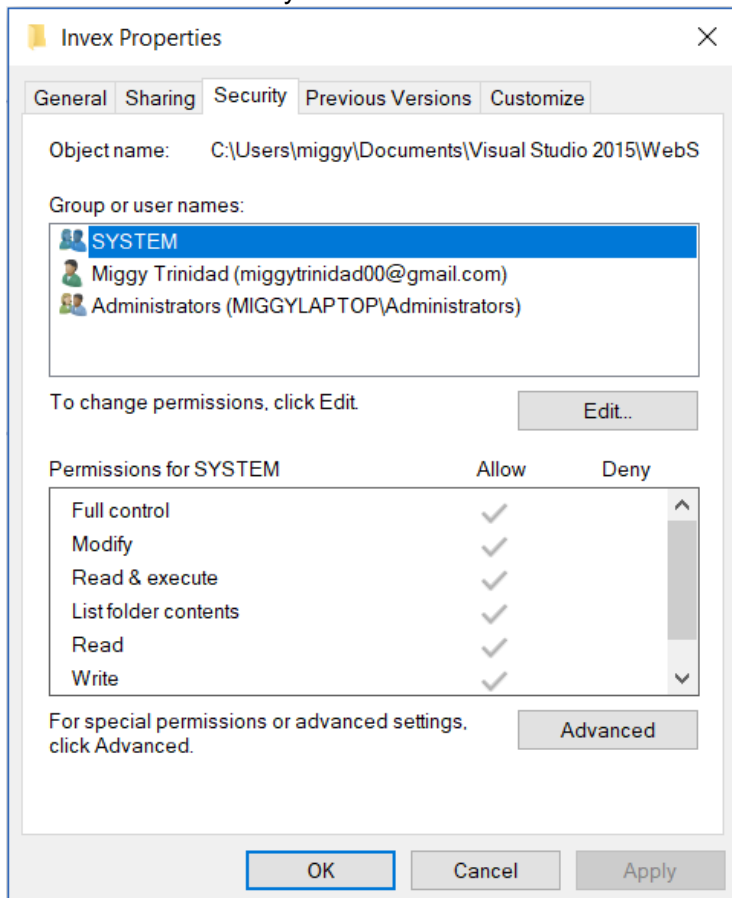 Invex Properties
General Sharing Security Previous Versions Customize
Object name: C:\Users\miggy\Documents\Visual Studio 2015\WebS
Group or user names:
SYSTEM
Miggy Trinidad (miggytrinidad00@gmail.com)
Administrators (MIGGYLAPTOP\Administrators)
To change permissions, click Edit.
Edit...
Permissions for SYSTEM Allow Deny
Full control
Modify
Read & execute
List folder contents
Read
Write
For special permissions or advanced settings,
click Advanced.
Advanced
OK Cancel Apply